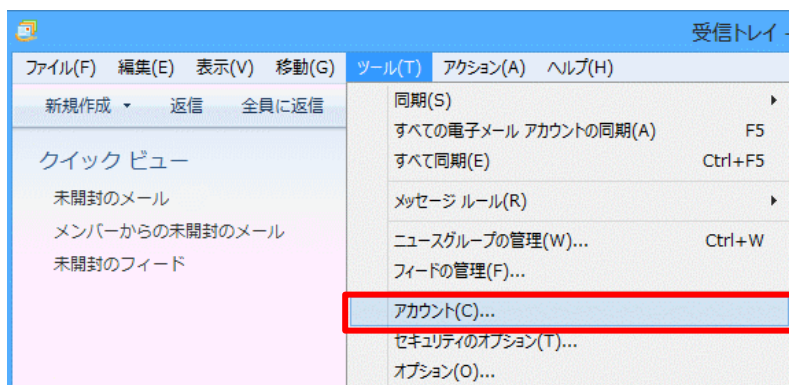 受信トレイ -
ファイル(F) 編集(E) 表示(V) 移動(G) ツール(T) アクション(A) ヘルプ(H)
新規作成 返信 全員に返信
クイック ビュー
未開封のメール
メンバーからの未開封のメール
未開封のフィード
同期(S)
すべての電子メール アカウントの同期(A) F5
すべて同期(E) Ctrl+F5
メッセージ ルール(R)
ニュースグループの管理(W)... Ctrl+W
フィードの管理(F)...
アカウント(C)...
セキュリティのオプション(T)...
オプション(O)...